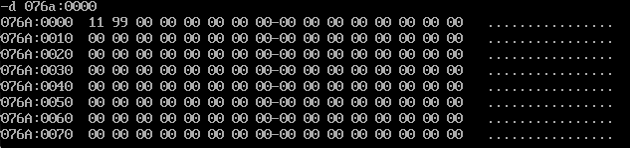 -d 076a:0000
076A:0000  11 99 00 00 00 00 00 00-00 00 00 00 00 00 00 00   ................
076A:0010  00 00 00 00 00 00 00 00-00 00 00 00 00 00 00 00   ................
076A:0020  00 00 00 00 00 00 00 00-00 00 00 00 00 00 00 00   ................
076A:0030  00 00 00 00 00 00 00 00-00 00 00 00 00 00 00 00   ................
076A:0040  00 00 00 00 00 00 00 00-00 00 00 00 00 00 00 00   ................
076A:0050  00 00 00 00 00 00 00 00-00 00 00 00 00 00 00 00   ................
076A:0060  00 00 00 00 00 00 00 00-00 00 00 00 00 00 00 00   ................
076A:0070  00 00 00 00 00 00 00 00-00 00 00 00 00 00 00 00   ................